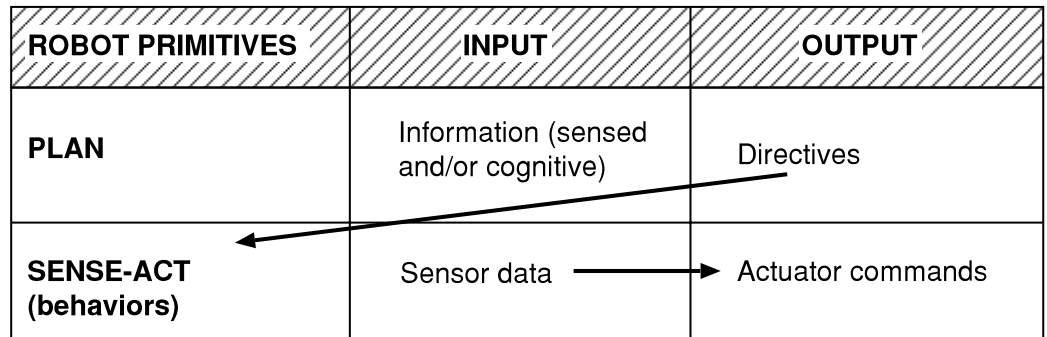 ROBOT PRIMITIVES INPUT OUTPUT
PLAN
Information (sensed
and/or cognitive)
Directives
SENSE-ACT
(behaviors)
Sensor data
Actuator commands